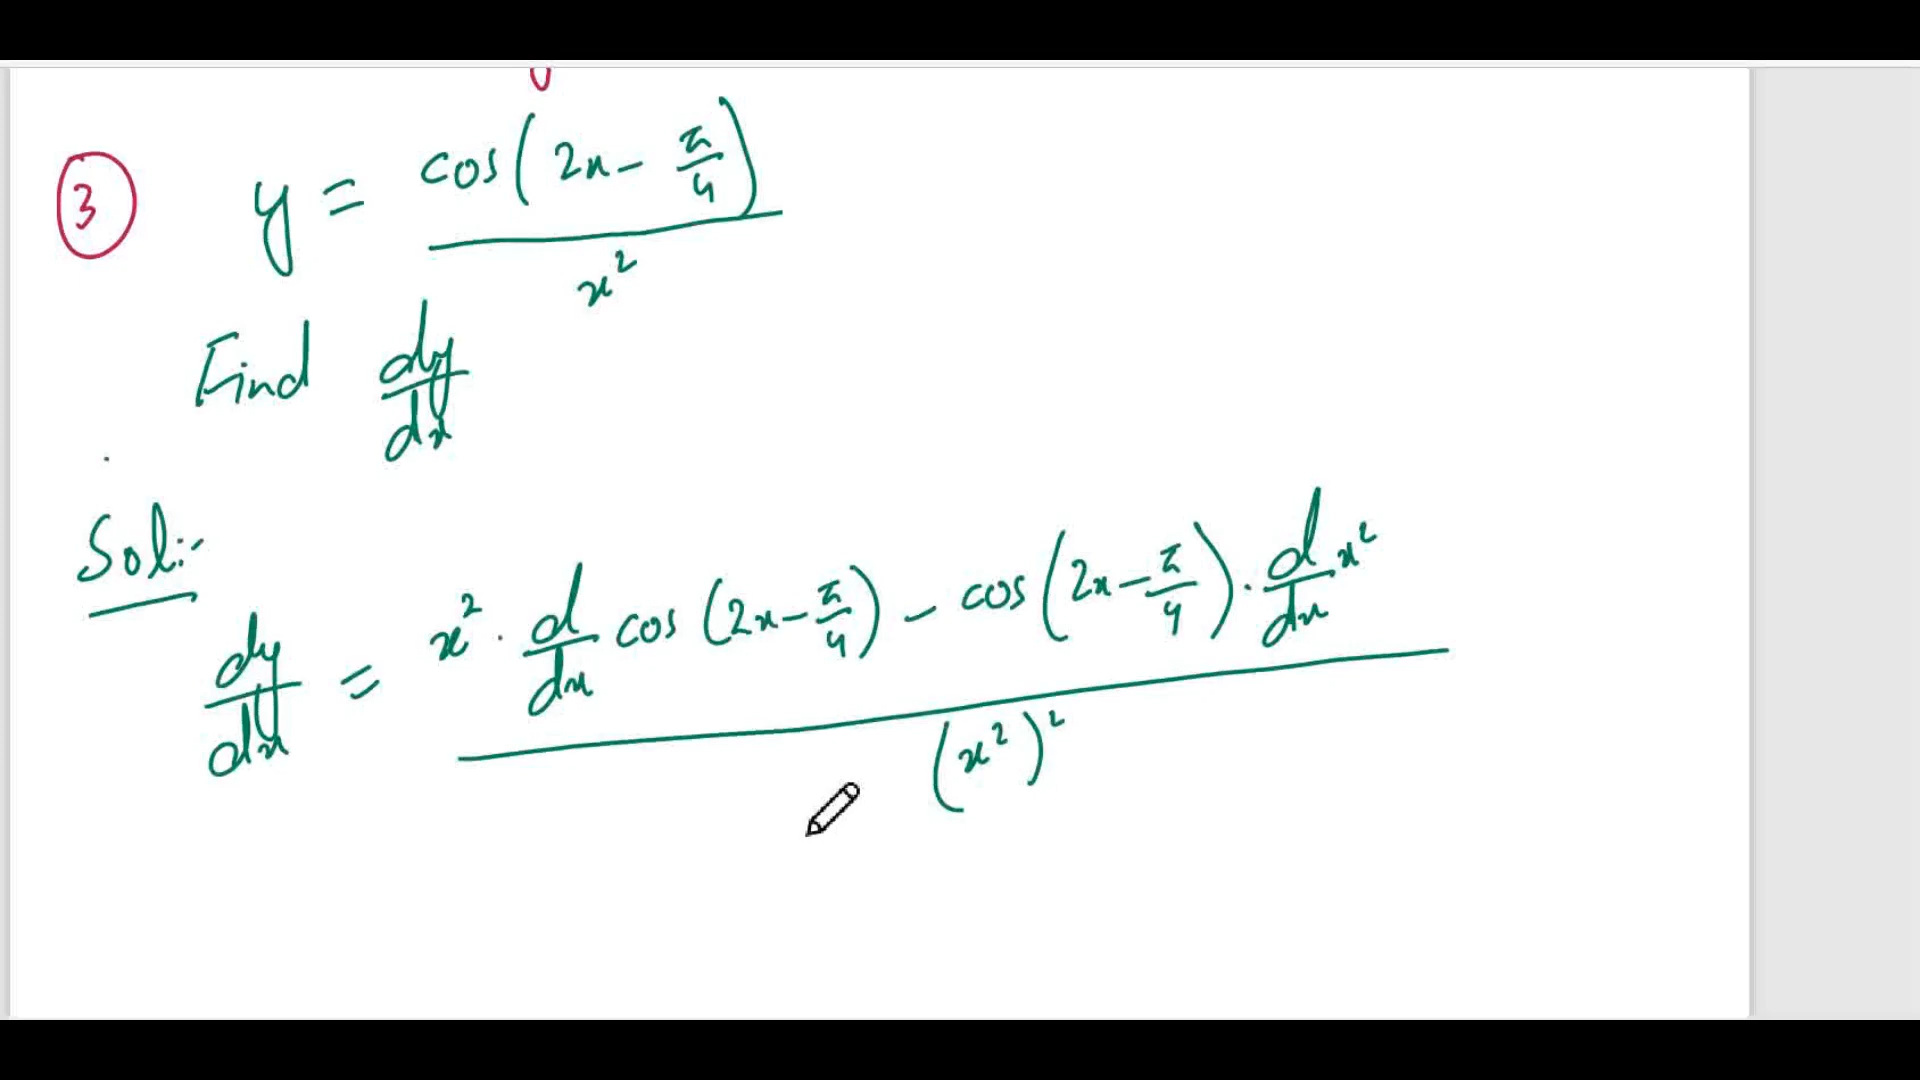 ③ y = cos(2x - π/4) / x²
Find dy/dx
Sol:-
dy/dx = x² · d/dx cos(2x - π/4) - cos(2x - π/4) · d/dx x² / (x²)²